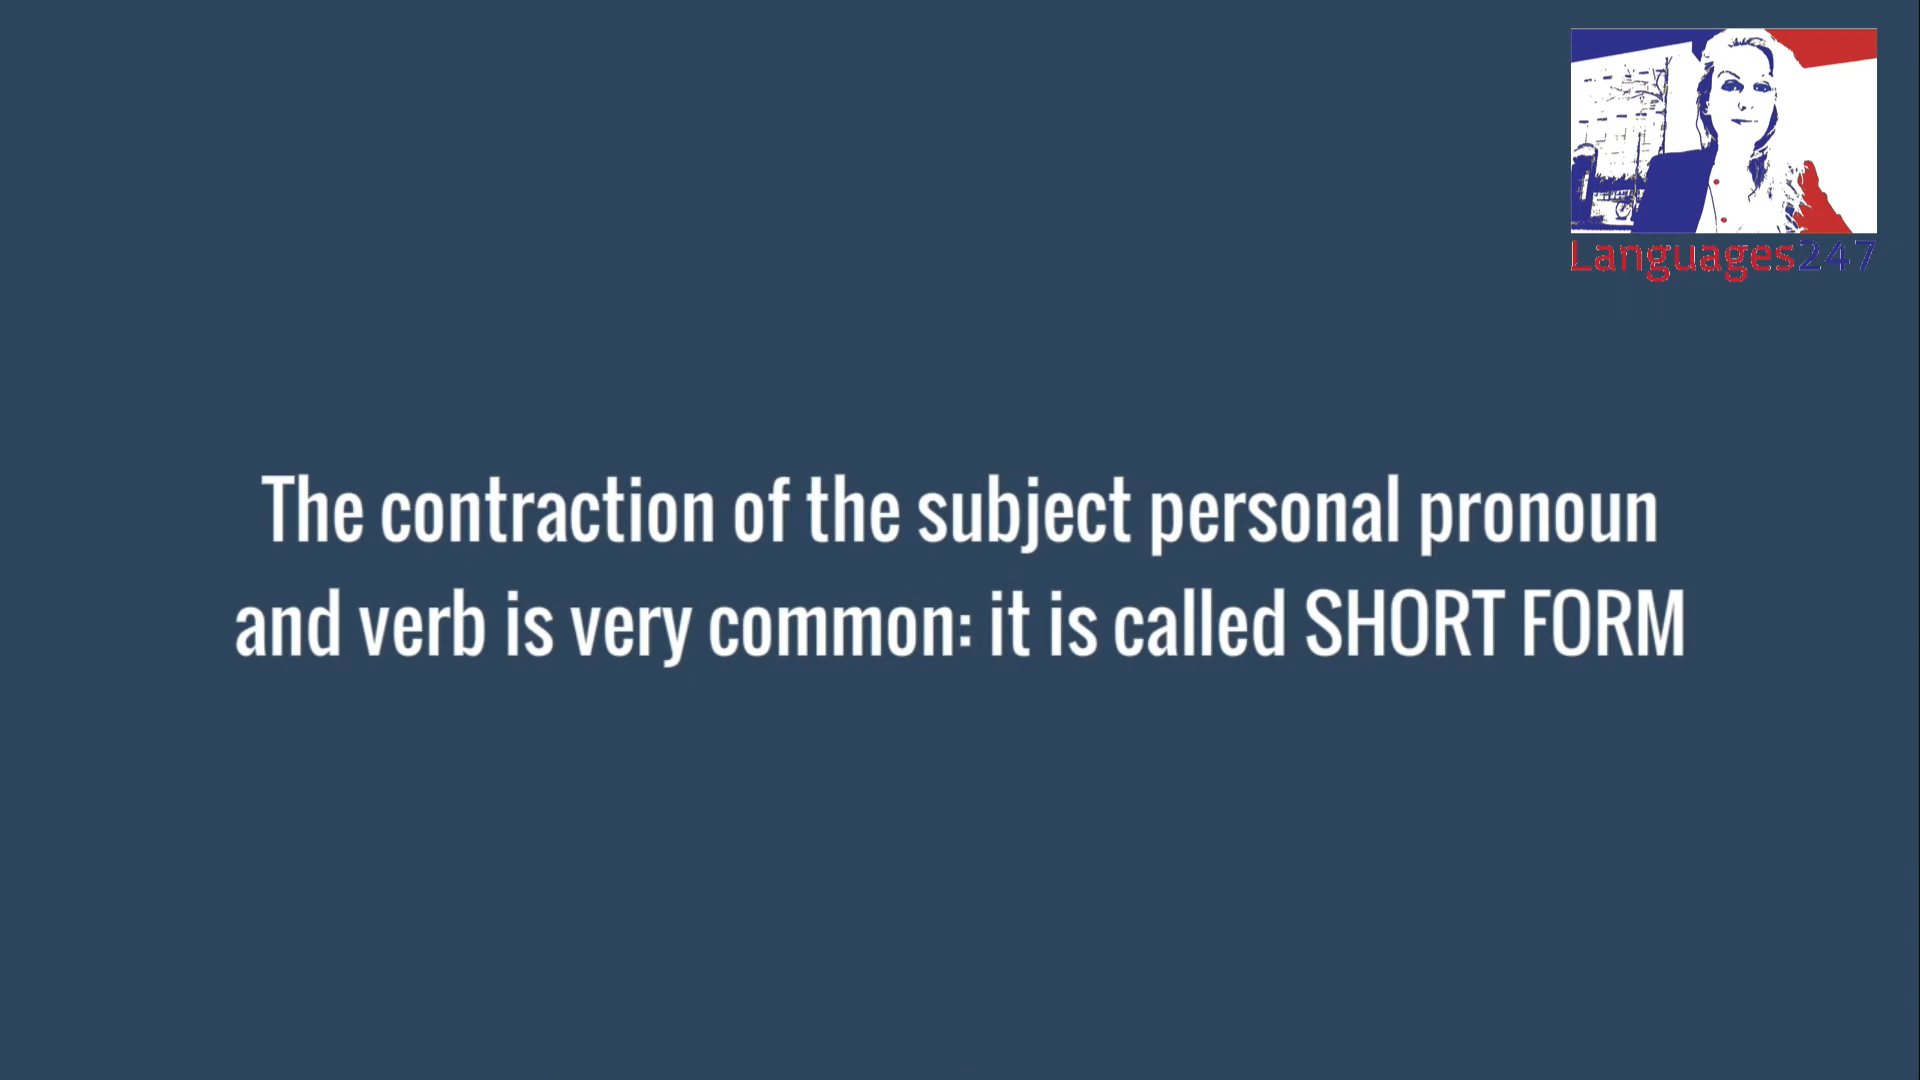 Languages247
The contraction of the subject personal pronoun
and verb is very common: it is called SHORT FORM